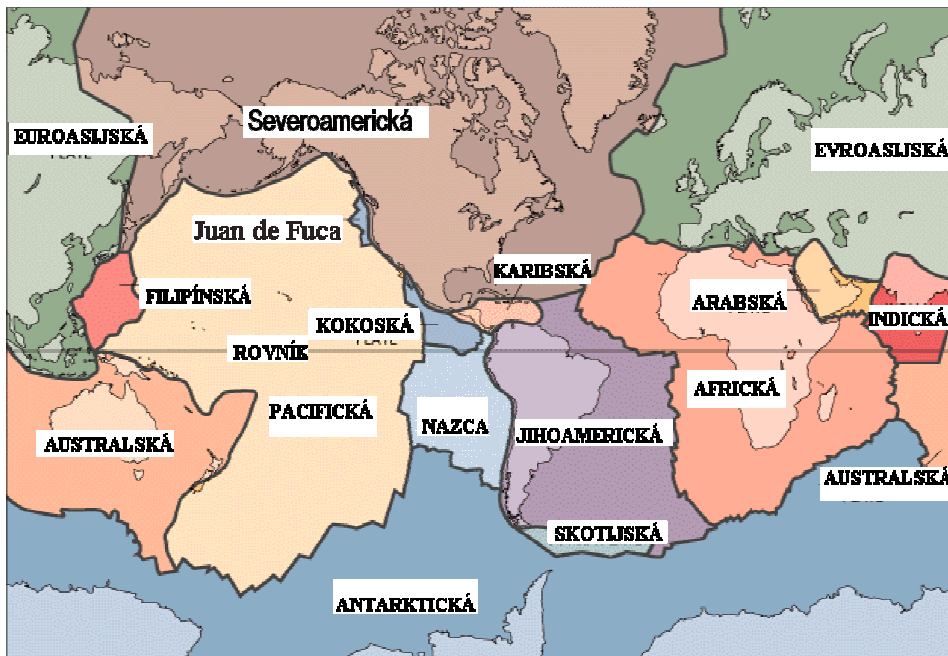 Severoamerická
EUROASIJSKÁ
EVROASIJSKÁ
Juan de Fuca
KARIBSKÁ
FILIPÍNSKÁ
ARABSKÁ
INDICKÁ
KOKOSKÁ
ROVNÍK
AFRICKÁ
PACIFICKÁ
NAZCA
JIHOAMERICKÁ
AUSTRALSKÁ
AUSTRALSKÁ
SKOTIJSKÁ
ANTARKTICKÁ